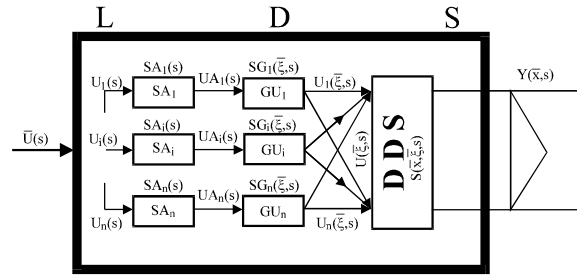 L D S
SA₁(s) SG₁(ξ̅,s)
U₁(s) UA₁(s) U₁(ξ̅,s) Y(x̅,s)
SA₁ GU₁
SAᵢ(s) SGᵢ(ξ̅,s)
U̅(s) Uᵢ(s) UAᵢ(s)
SAᵢ GUᵢ
U(ξ̅,s)
DDS
S(x̅,ξ̅,s)
SAₙ(s) SGₙ(ξ̅,s)
UAₙ(s)
SAₙ GUₙ
Uₙ(s) Uₙ(ξ̅,s)